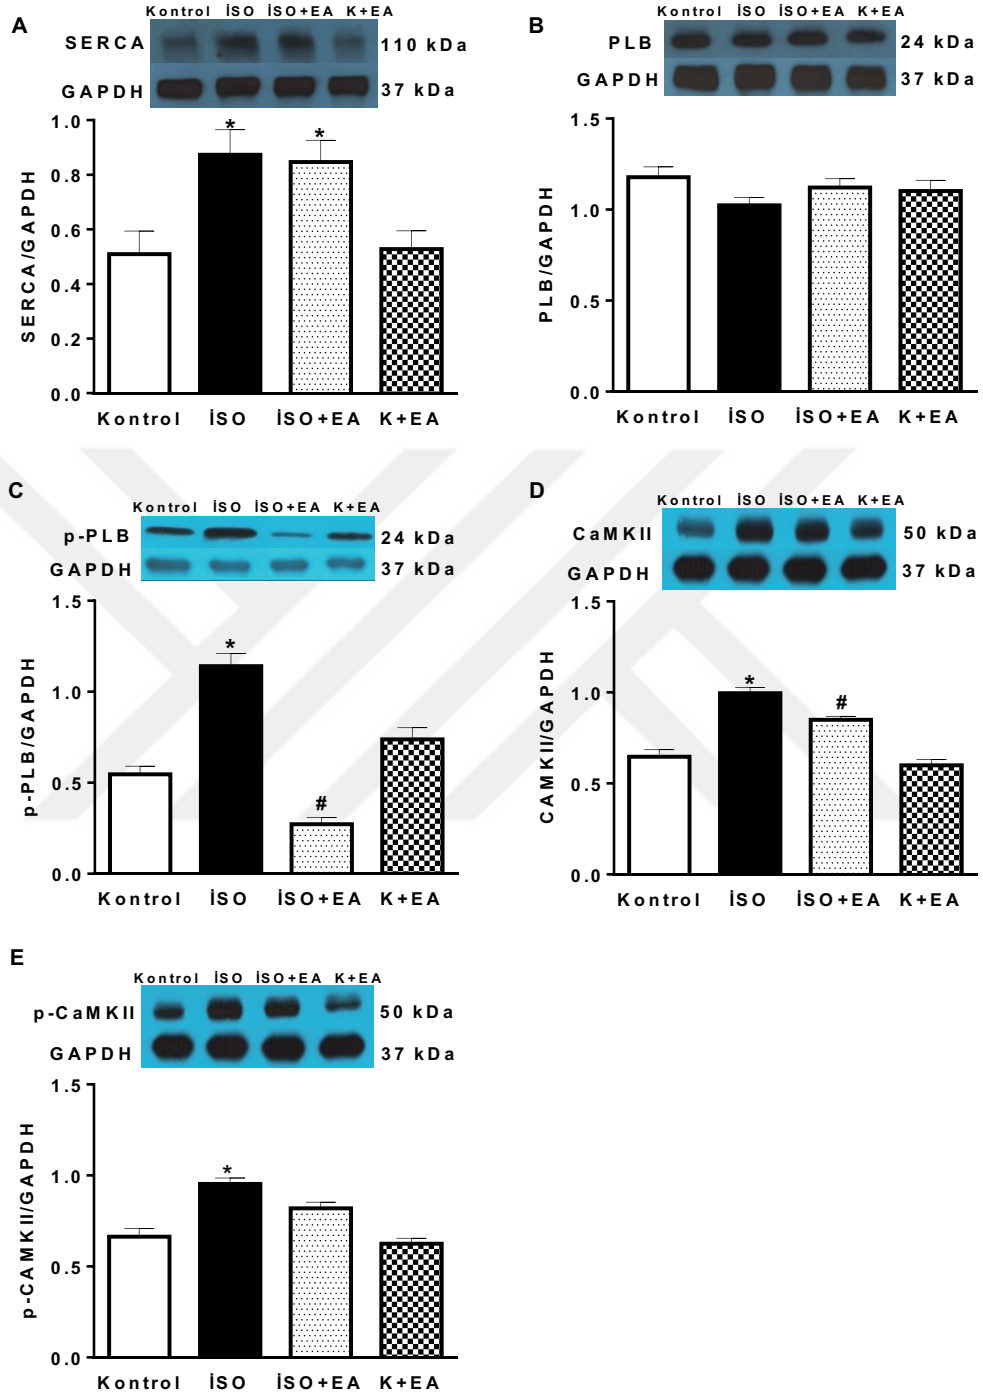 A
Kontrol İSO İSO+EA K+EA
SERCA 110 kDa
GAPDH 37 kDa
*
*
SERCA/GAPDH
1.0
0.8
0.6
0.4
0.2
0.0
Kontrol İSO İSO+EA K+EA
B
Kontrol İSO İSO+EA K+EA
PLB 24 kDa
GAPDH 37 kDa
PLB/GAPDH
1.5
1.0
0.5
0.0
Kontrol İSO İSO+EA K+EA
C
Kontrol İSO İSO+EA K+EA
p-PLB 24 kDa
GAPDH 37 kDa
*
#
p-PLB/GAPDH
1.5
1.0
0.5
0.0
Kontrol İSO İSO+EA K+EA
D
Kontrol İSO İSO+EA K+EA
CaMKII 50 kDa
GAPDH 37 kDa
*
#
CAMKII/GAPDH
1.5
1.0
0.5
0.0
Kontrol İSO İSO+EA K+EA
E
Kontrol İSO İSO+EA K+EA
p-CaMKII 50 kDa
GAPDH 37 kDa
*
p-CAMKII/GAPDH
1.5
1.0
0.5
0.0
Kontrol İSO İSO+EA K+EA